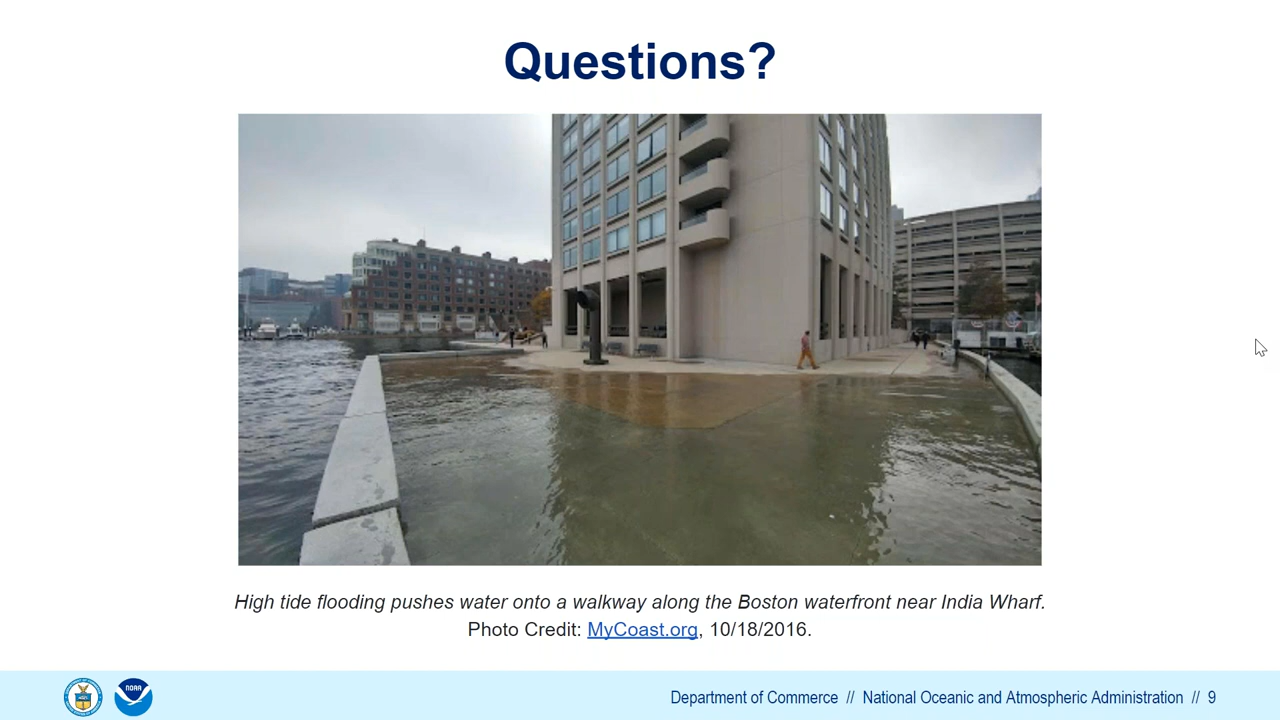 Questions?
High tide flooding pushes water onto a walkway along the Boston waterfront near India Wharf.
Photo Credit: MyCoast.org, 10/18/2016.
NOAA
Department of Commerce // National Oceanic and Atmospheric Administration // 9